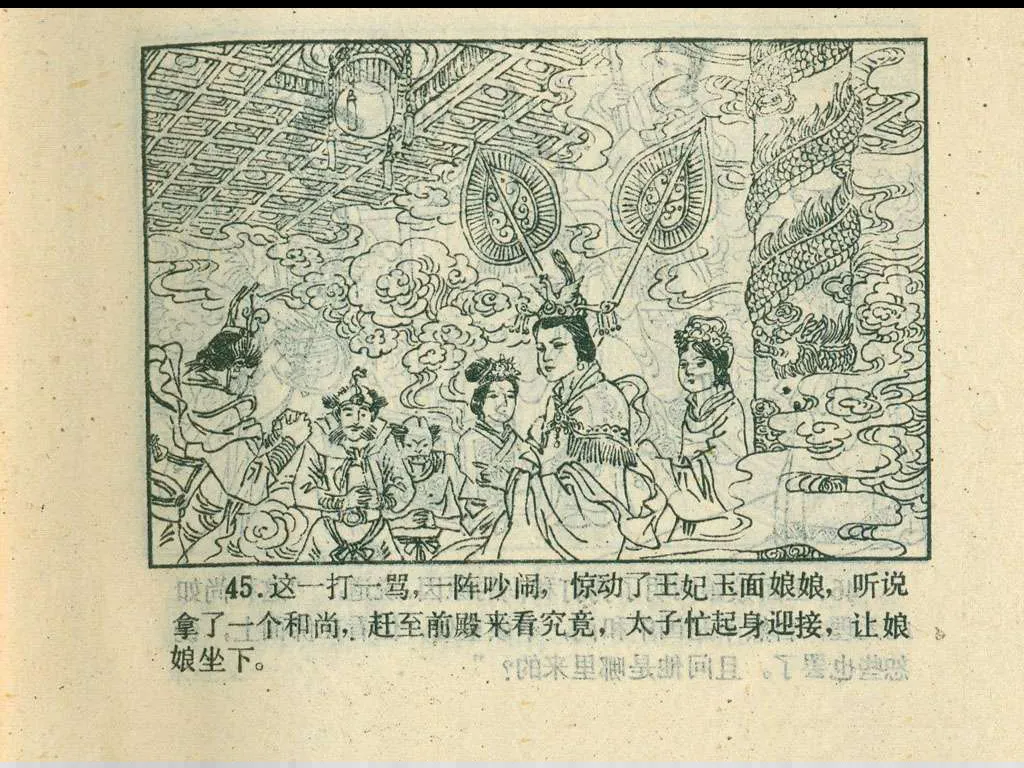 45.这一打一骂，一阵吵闹，惊动了王妃玉面娘娘，听说
拿了一个和尚，赶至前殿来看究竟，太子忙起身迎接，让娘
娘坐下。